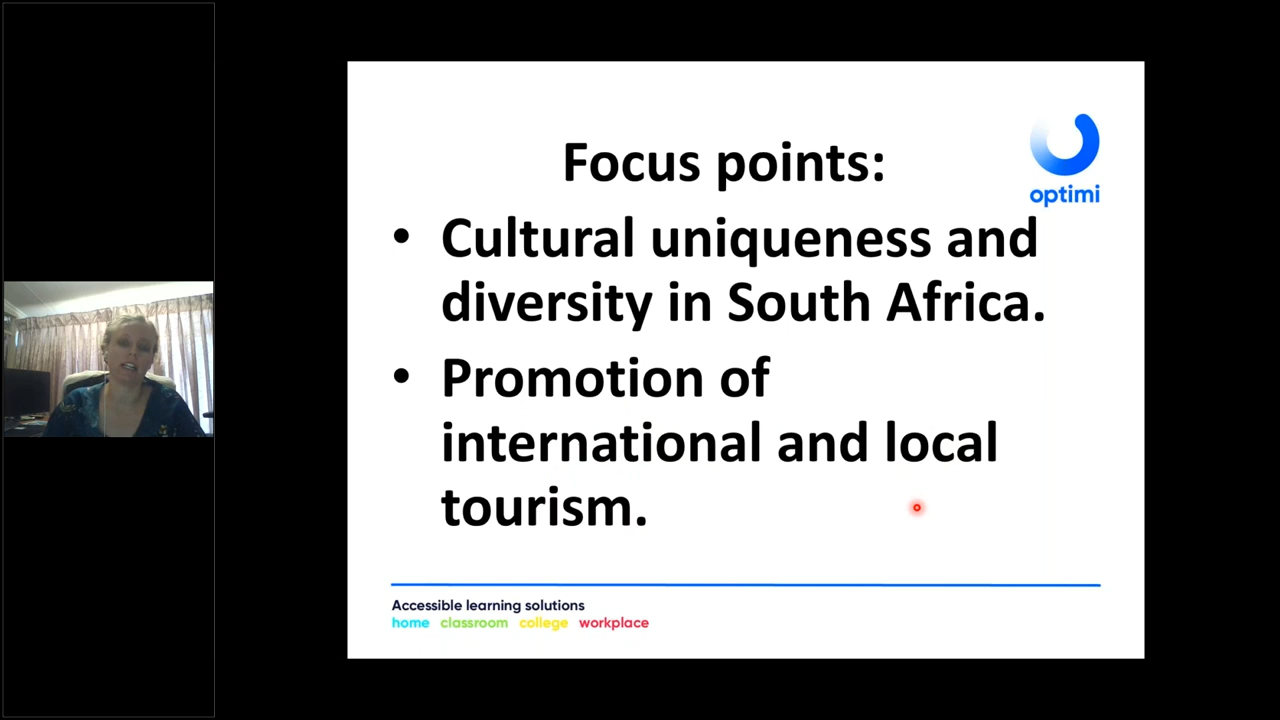 Focus points:
optimi
• Cultural uniqueness and
diversity in South Africa.
• Promotion of
international and local
tourism.
Accessible learning solutions
home classroom college workplace